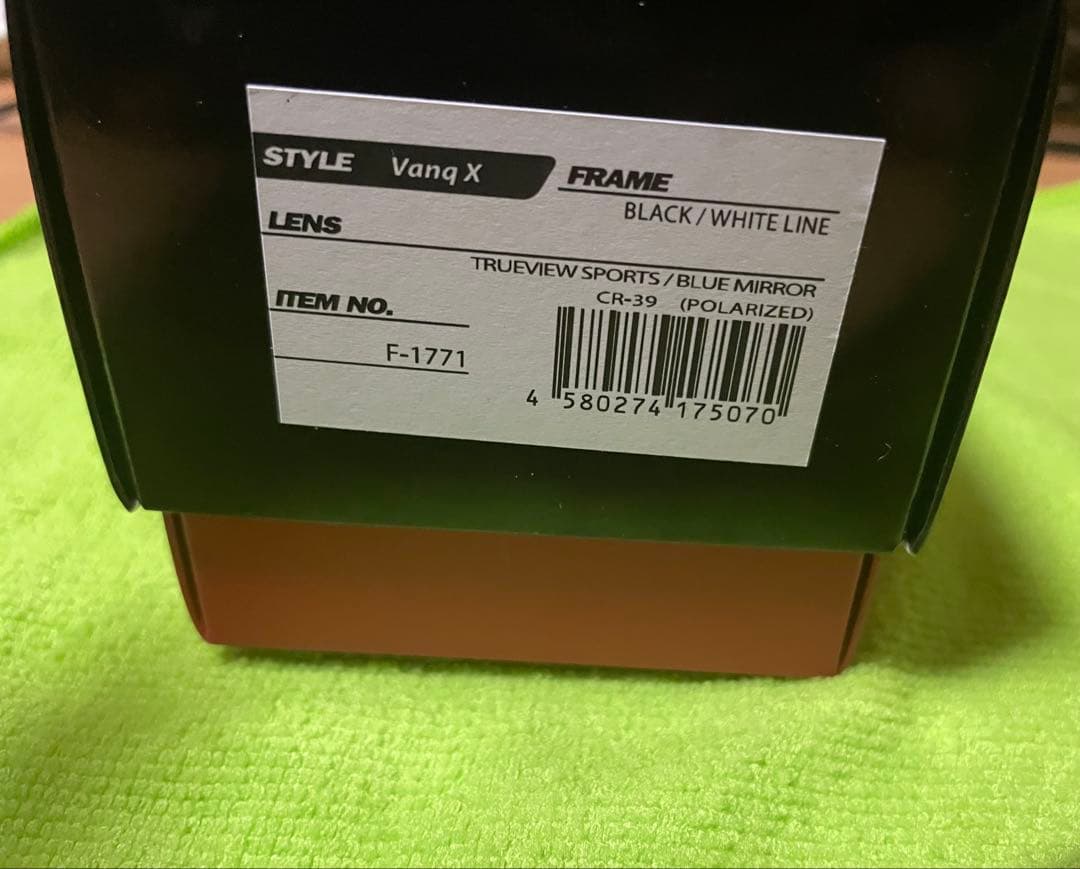 STYLE Vanq X
FRAME
BLACK / WHITE LINE
LENS
TRUEVIEW SPORTS / BLUE MIRROR
CR-39 (POLARIZED)
ITEM NO.
F-1771
4 580274 175070